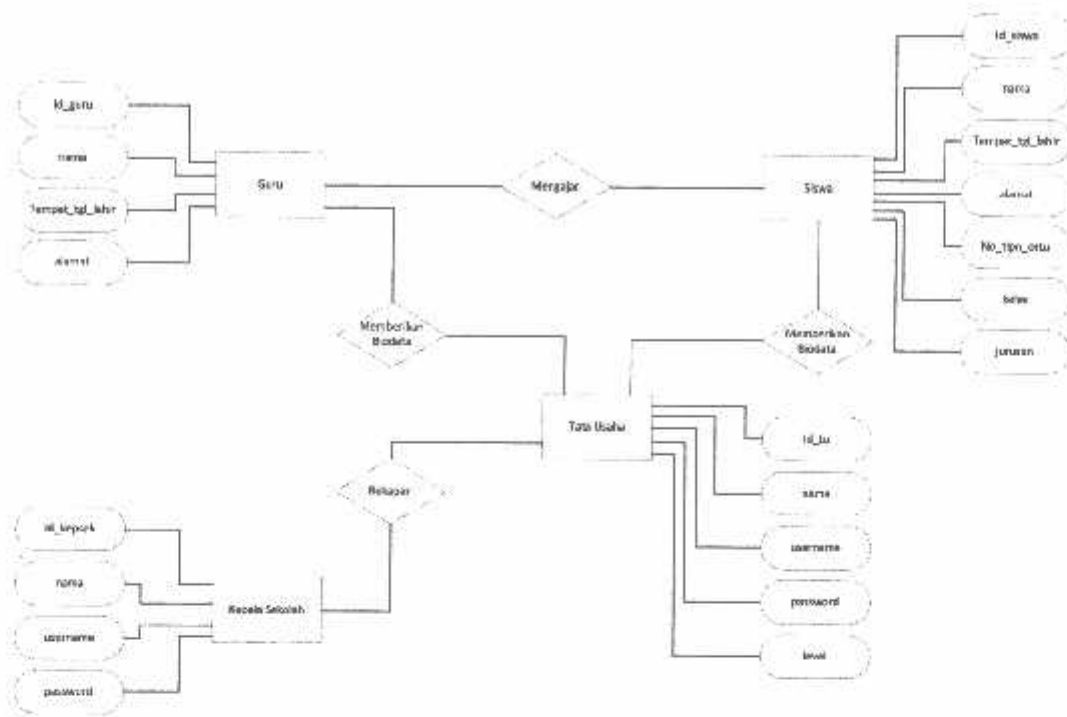 Id_siswa
nama
Tempat_tgl_lahir
alamat
No_tlpn_ortu
kelas
jurusan
Id_guru
nama
Tempat_tgl_lahir
alamat
Guru
Mengajar
Siswa
Memberikan
Biodata
Memberikan
Biodata
Tata Usaha
Id_tu
nama
username
password
level
Rekapan
Id_kepsek
nama
username
password
Kepala Sekolah